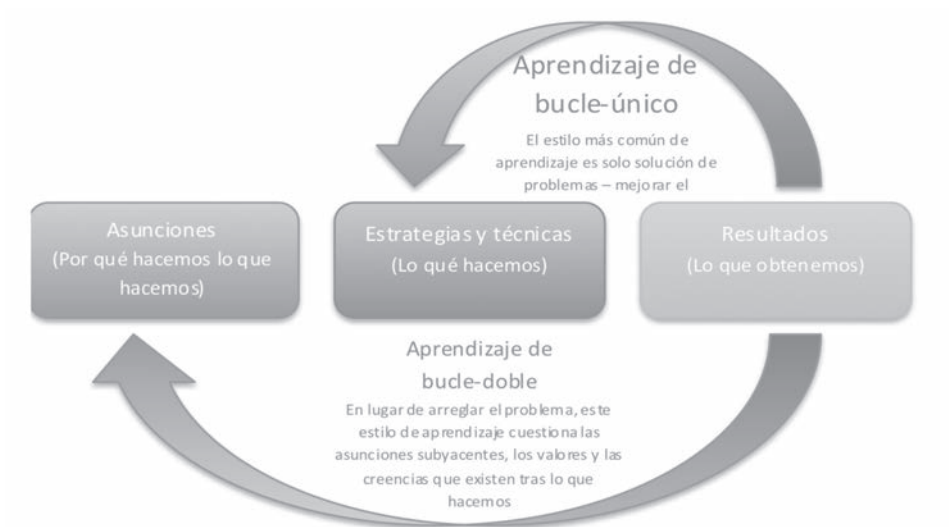 Aprendizaje de
bucle-único
El estilo más común de
aprendizaje es solo solución de
problemas – mejorar el
Asunciones
(Por qué hacemos lo que
hacemos)
Estrategias y técnicas
(Lo qué hacemos)
Resultados
(Lo que obtenemos)
Aprendizaje de
bucle-doble
En lugar de arreglar el problema, este
estilo de aprendizaje cuestiona las
asunciones subyacentes, los valores y las
creencias que existen tras lo que
hacemos